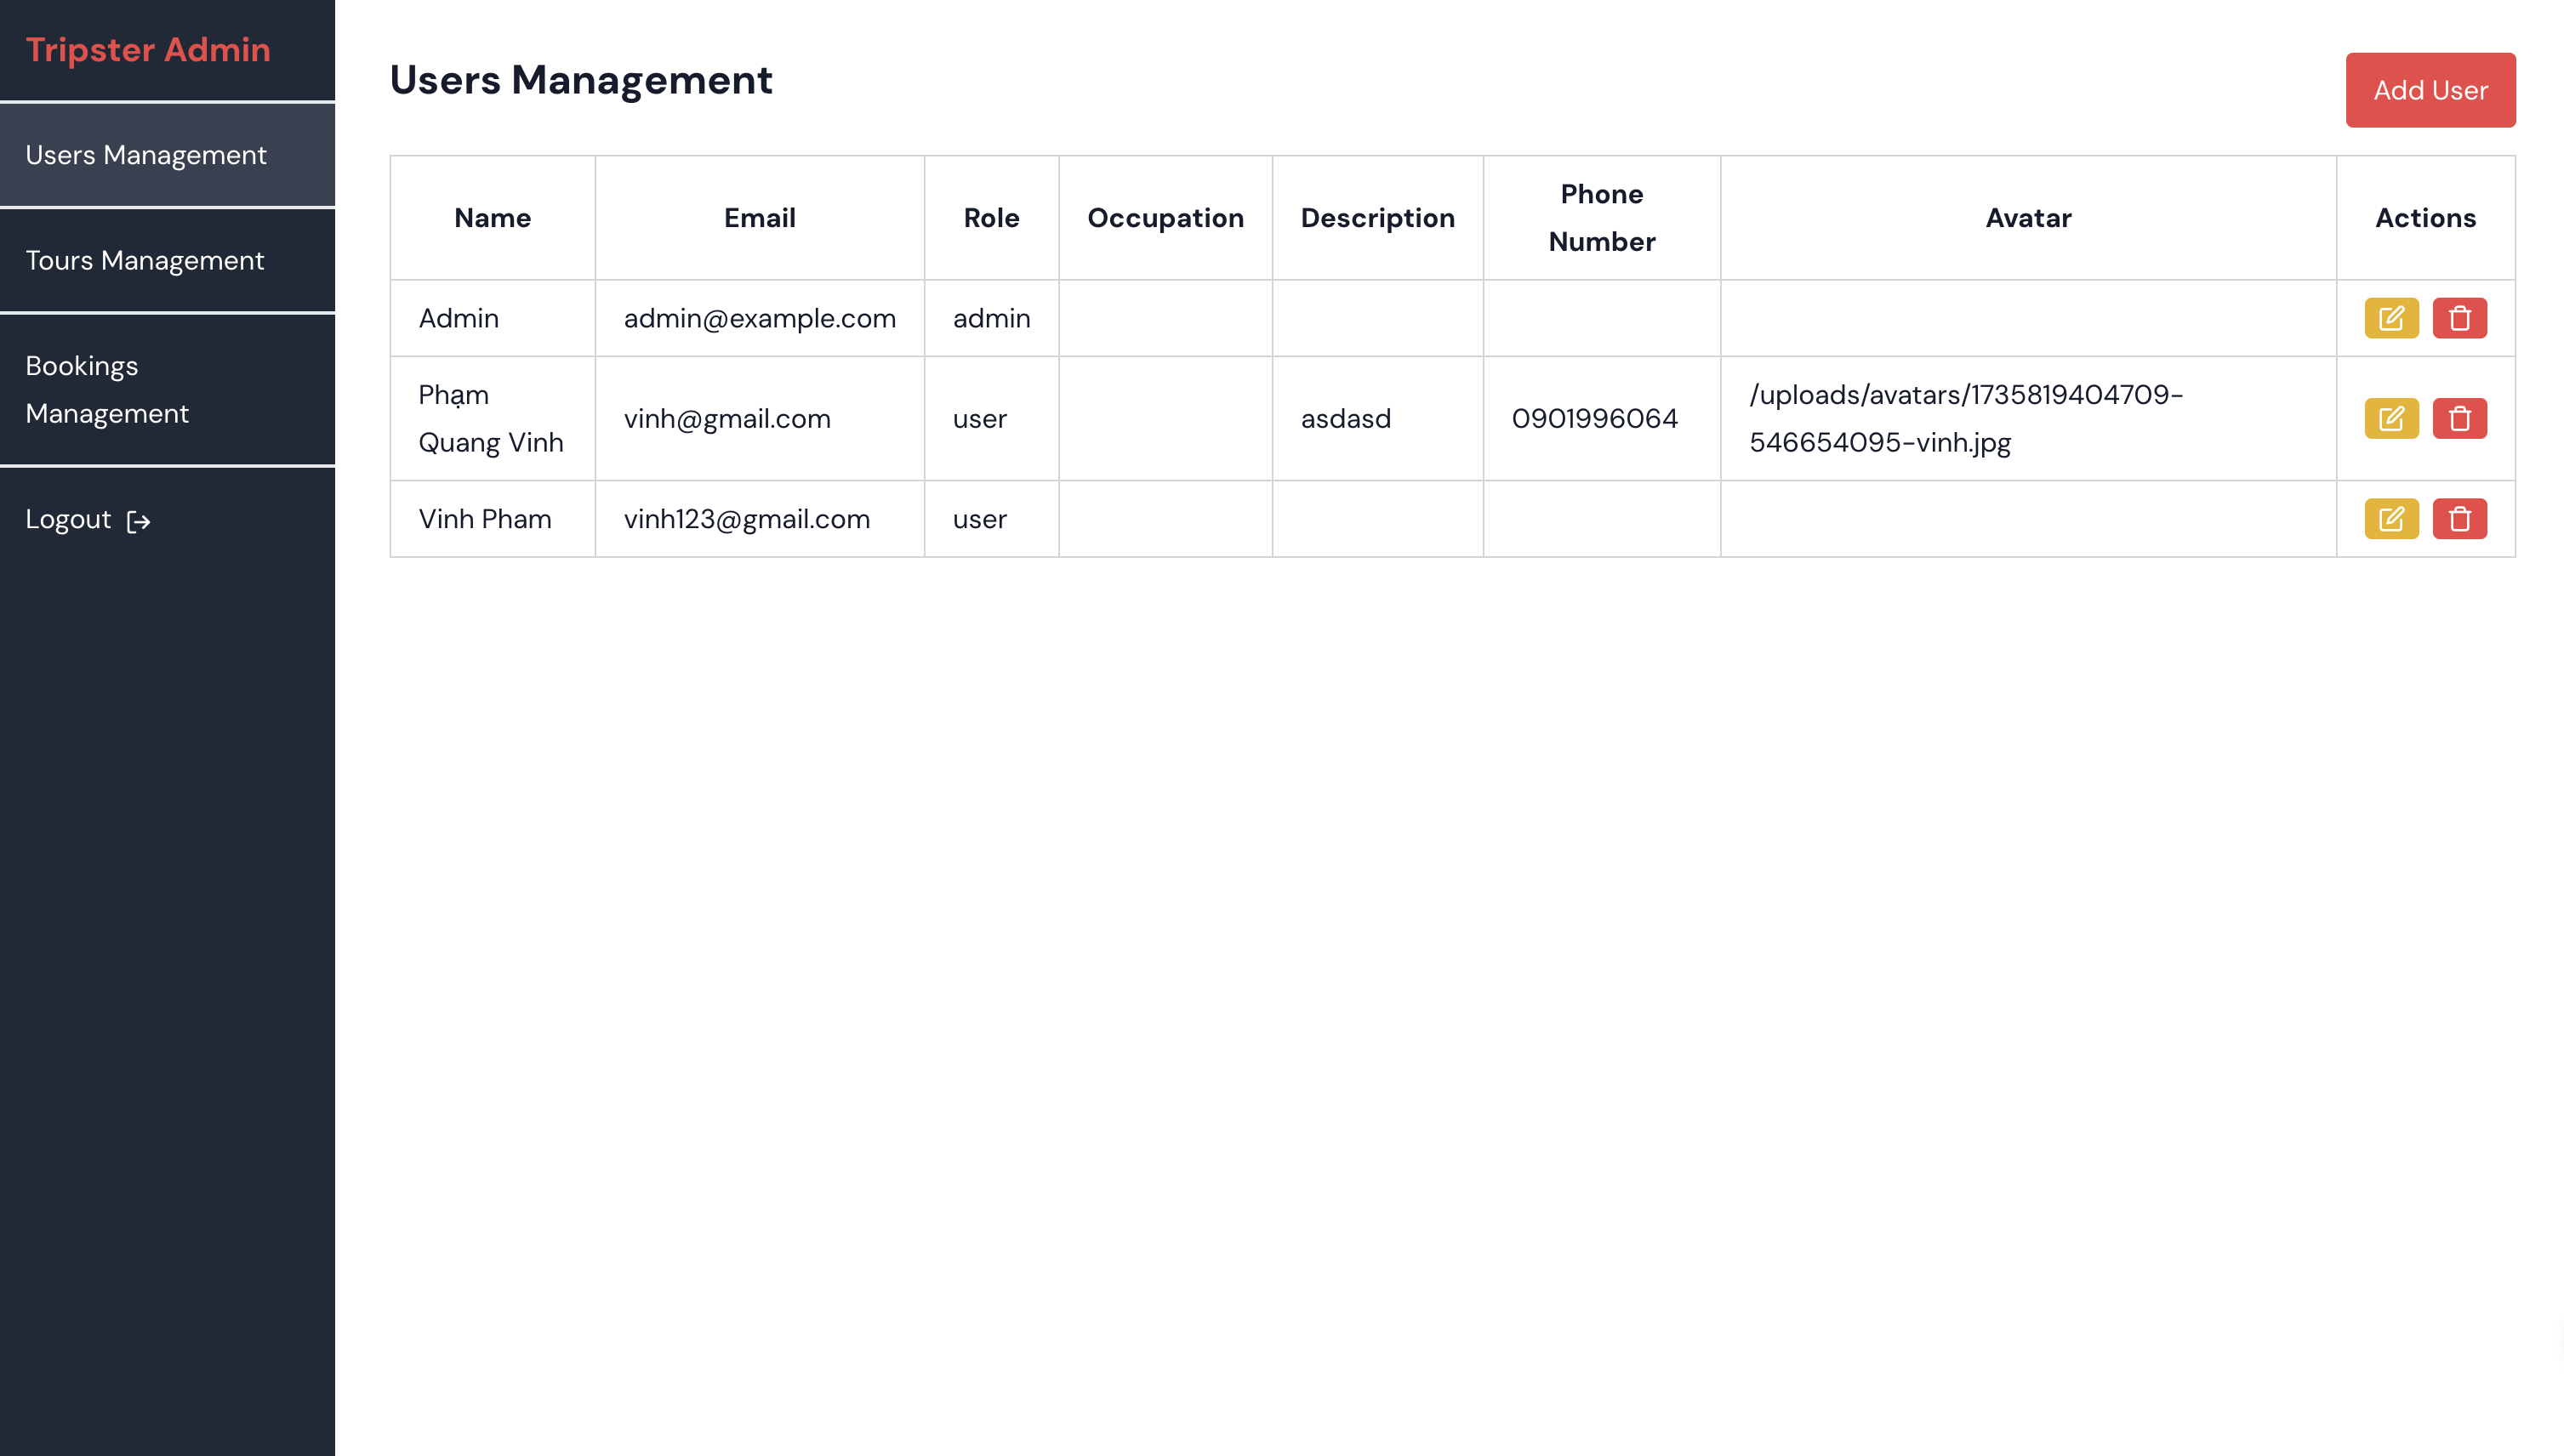 Tripster Admin
Users Management
Tours Management
Bookings
Management
Logout
Users Management
Add User
Name Email Role Occupation Description Phone Number Avatar Actions
Admin admin@example.com admin
Phạm
Quang Vinh
vinh@gmail.com user asdasd 0901996064
/uploads/avatars/1735819404709-
546654095-vinh.jpg
Vinh Pham vinh123@gmail.com user